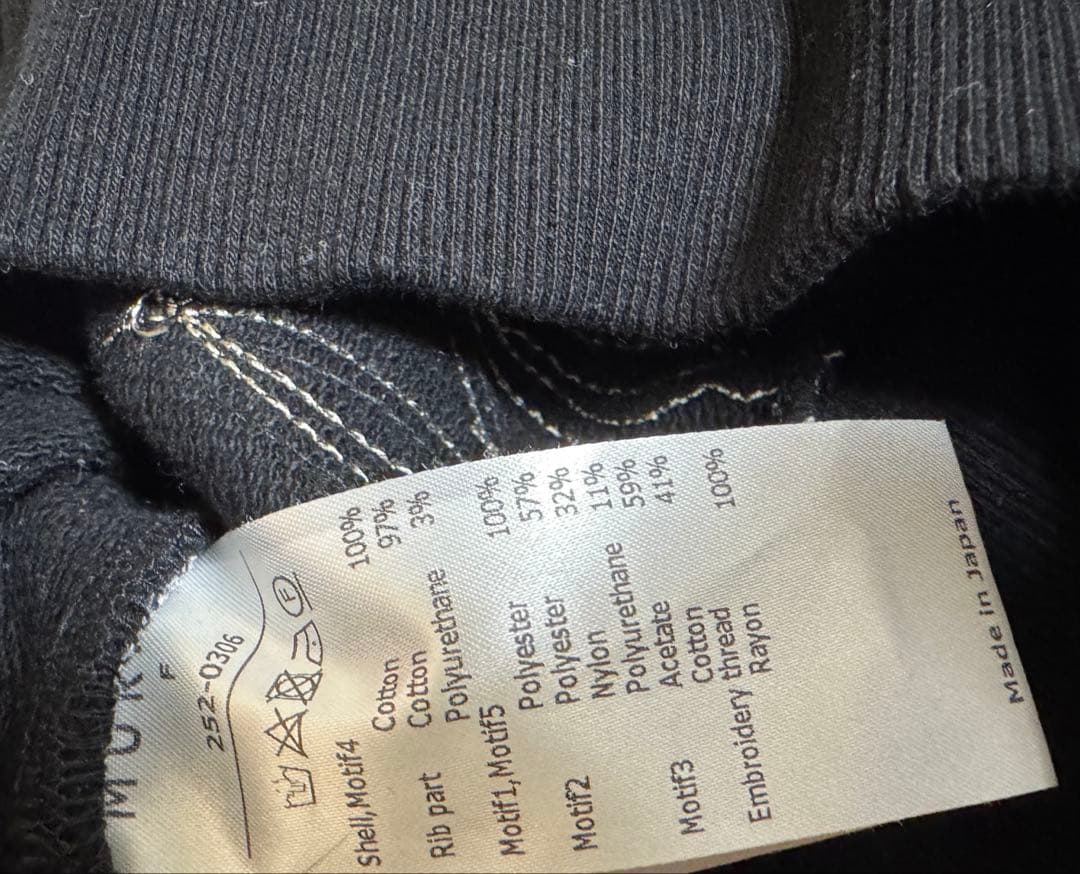 F
252-0306
Shell,Motif4 Cotton 100%
Rib part Cotton 97%
Polyurethane 3%
Motif1,Motif5 Polyester 100%
Motif2 Polyester 57%
Nylon 32%
Polyurethane 11%
Motif3 Acetate 59%
Cotton 41%
Embroidery thread
Rayon 100%
Made in Japan